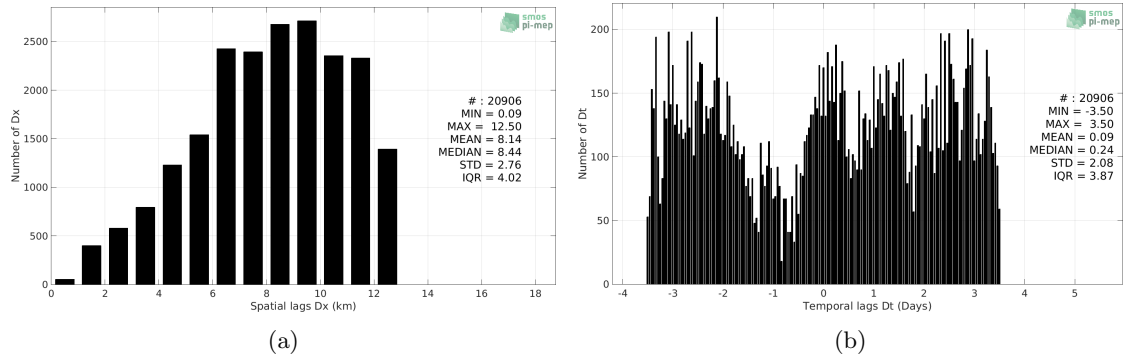 smos
pi-mep
Number of Dx
2500
2000
1500
1000
500
0
# : 20906
MIN = 0.09
MAX = 12.50
MEAN = 8.14
MEDIAN = 8.44
STD = 2.76
IQR = 4.02
0 2 4 6 8 10 12 14 16 18
Spatial lags Dx (km)
(a)
smos
pi-mep
Number of Dt
200
150
100
50
0
# : 20906
MIN = -3.50
MAX = 3.50
MEAN = 0.09
MEDIAN = 0.24
STD = 2.08
IQR = 3.87
-4 -3 -2 -1 0 1 2 3 4 5
Temporal lags Dt (Days)
(b)